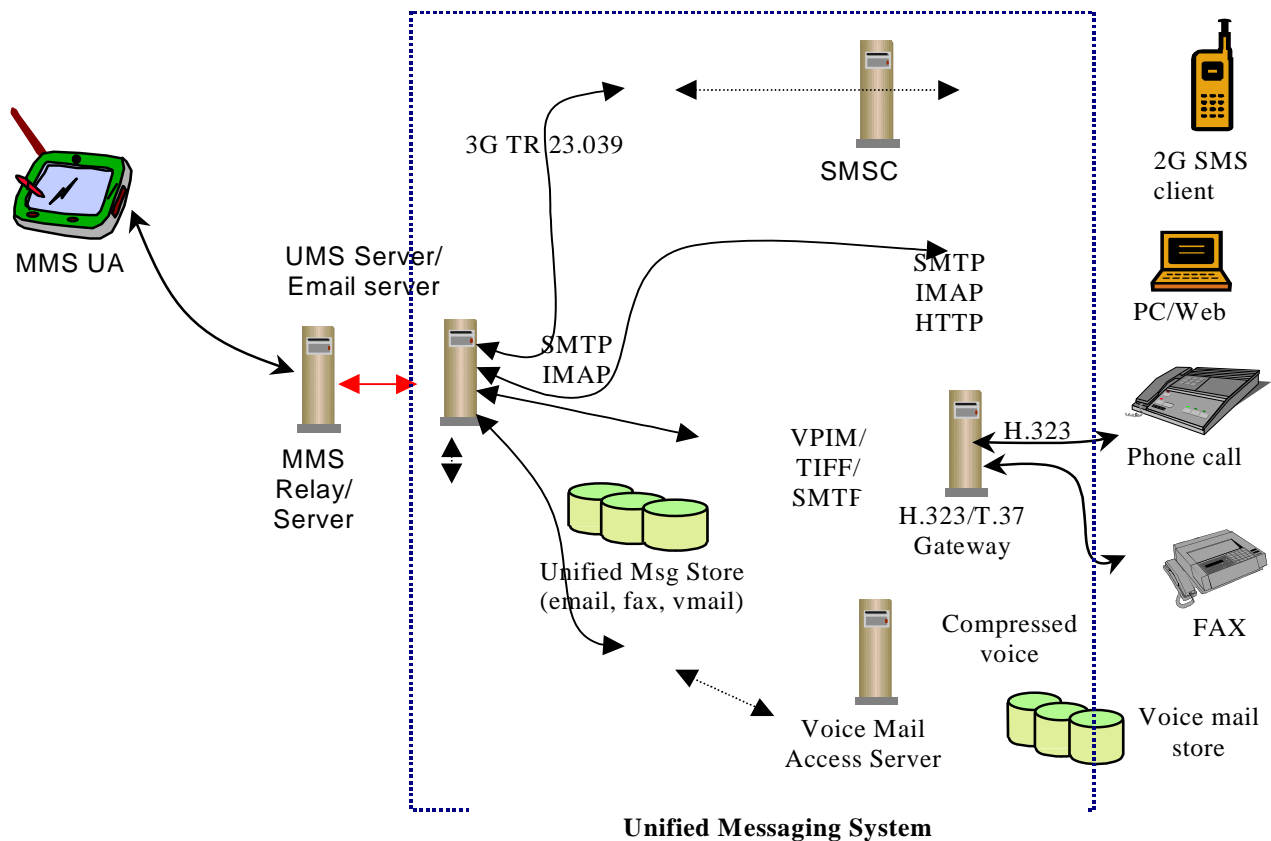 3G TR 23.039
SMSC
2G SMS
client
MMS UA
UMS Server/
Email server
SMTP
IMAP
HTTP
PC/Web
SMTP
IMAP
MMS
Relay/
Server
VPIM/
TIFF/
SMTP
H.323
Phone call
H.323/T.37
Gateway
Unified Msg Store
(email, fax, vmail)
FAX
Compressed
voice
Voice Mail
Access Server
Voice mail
store
Unified Messaging System